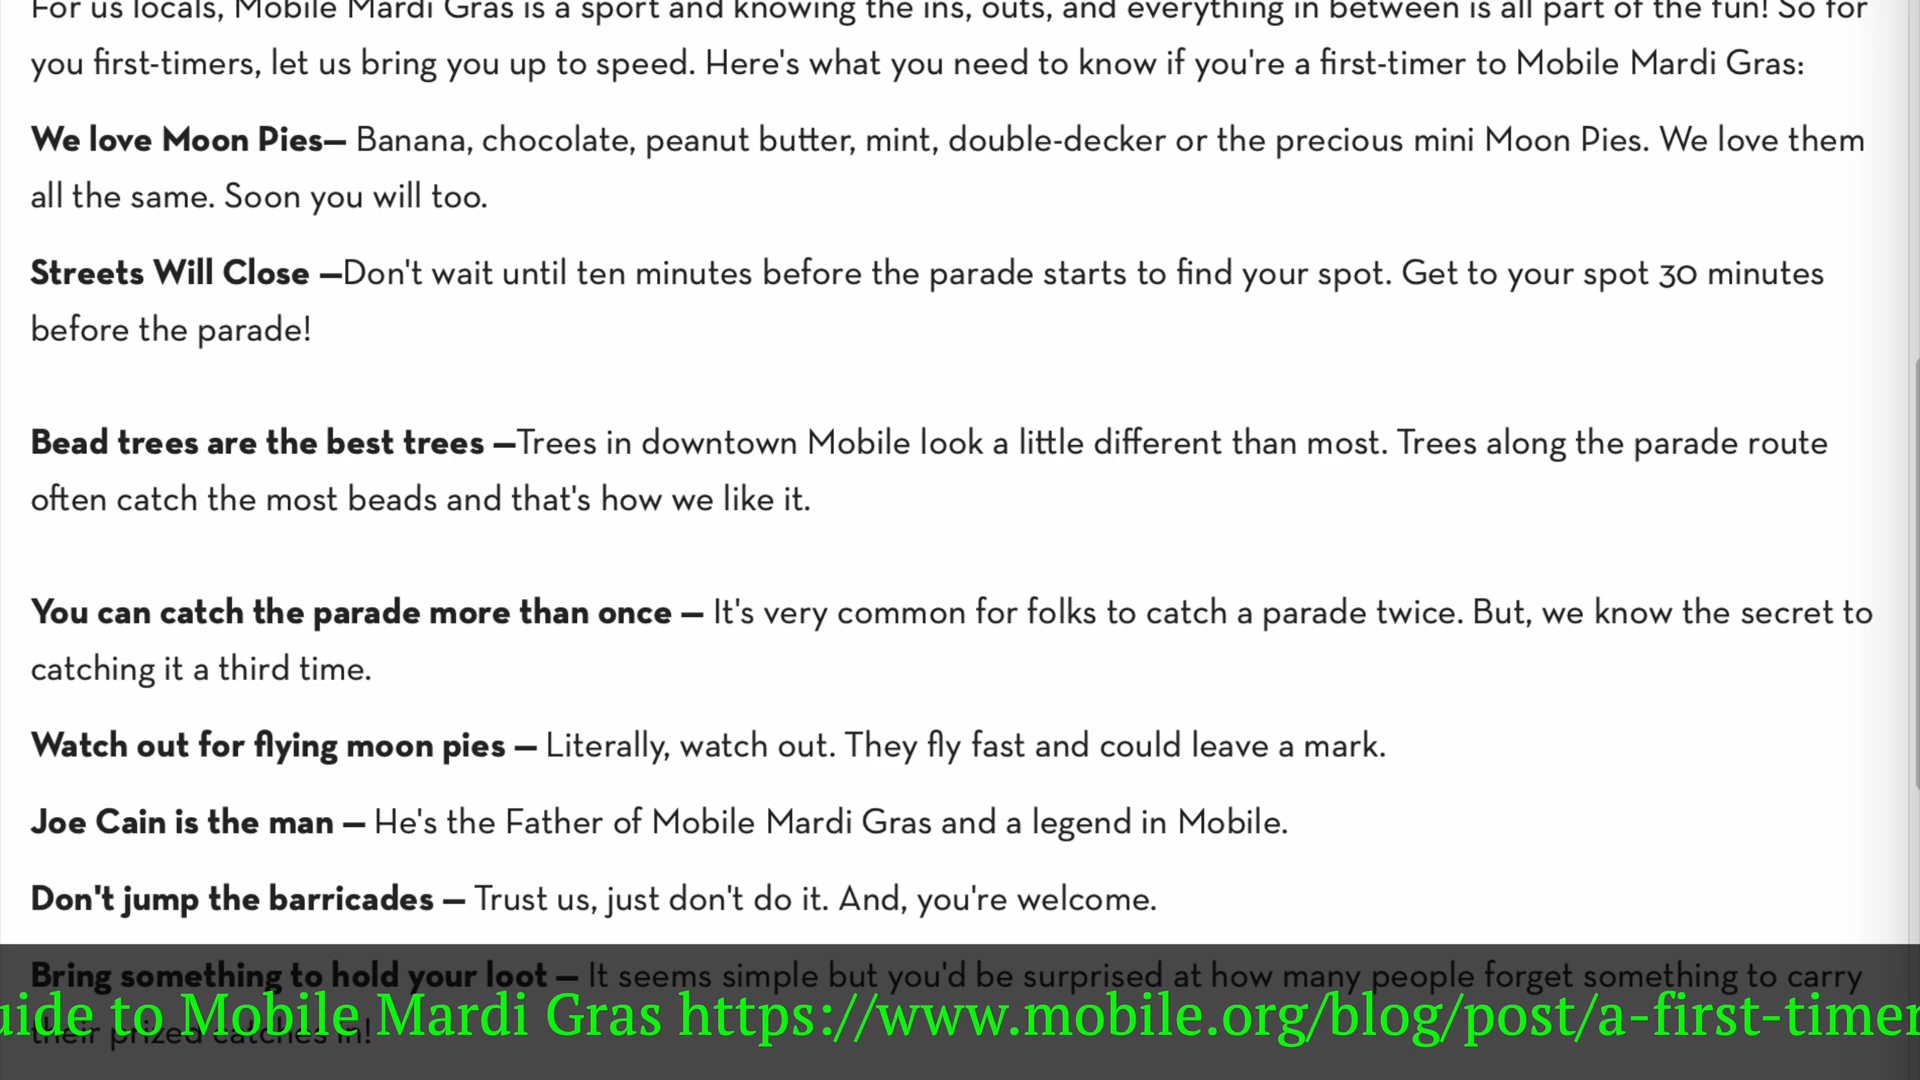 For us locals, Mobile Mardi Gras is a sport and knowing the ins, outs, and everything in between is all part of the fun! So for
you first-timers, let us bring you up to speed. Here's what you need to know if you're a first-timer to Mobile Mardi Gras:
We love Moon Pies— Banana, chocolate, peanut butter, mint, double-decker or the precious mini Moon Pies. We love them
all the same. Soon you will too.
Streets Will Close —Don't wait until ten minutes before the parade starts to find your spot. Get to your spot 30 minutes
before the parade!
Bead trees are the best trees —Trees in downtown Mobile look a little different than most. Trees along the parade route
often catch the most beads and that's how we like it.
You can catch the parade more than once — It's very common for folks to catch a parade twice. But, we know the secret to
catching it a third time.
Watch out for flying moon pies — Literally, watch out. They fly fast and could leave a mark.
Joe Cain is the man — He's the Father of Mobile Mardi Gras and a legend in Mobile.
Don't jump the barricades — Trust us, just don't do it. And, you're welcome.
Bring something to hold your loot — It seems simple but you'd be surprised at how many people forget something to carry
their prized catches in!
uide to Mobile Mardi Gras https://www.mobile.org/blog/post/a-first-timer